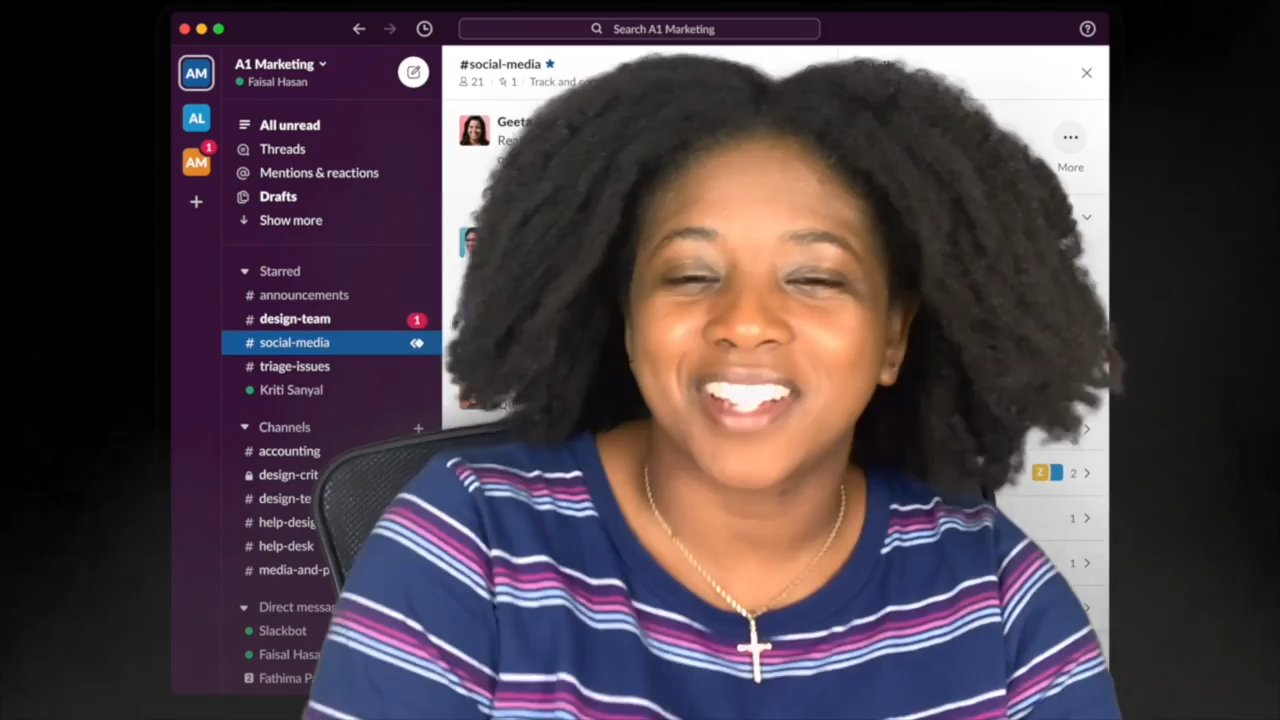 Search A1 Marketing
AM
A1 Marketing
Faisal Hasan
AL
AM
1
All unread
Threads
Mentions & reactions
Drafts
Show more
Starred
# announcements
# design-team 1
# social-media
# triage-issues
Kriti Sanyal
Channels
# accounting
design-crit
# design-te
# help-desig
# help-desk
# media-and-p
Direct messa
Slackbot
Faisal Hasa
2 Fathima P
#social-media
21 | 1 | Track and
Geeta
More
Z 2
1
1